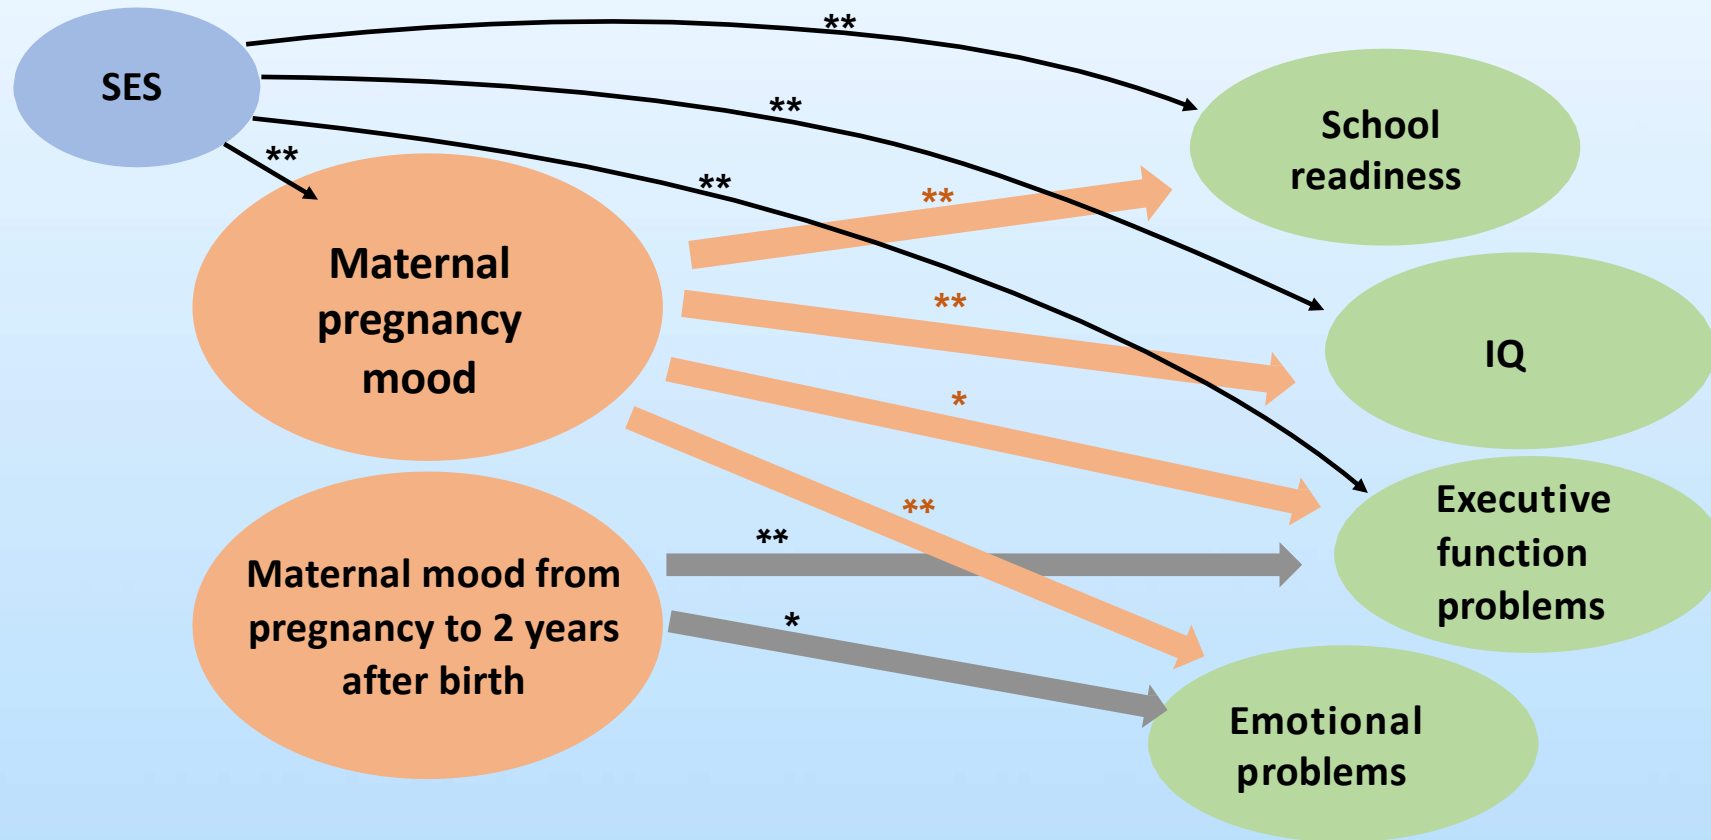 SES
**
**
**
**
School
readiness
**
Maternal
pregnancy
mood
**
IQ
*
**
Executive
function
problems
**
Maternal mood from
pregnancy to 2 years
after birth
*
Emotional
problems